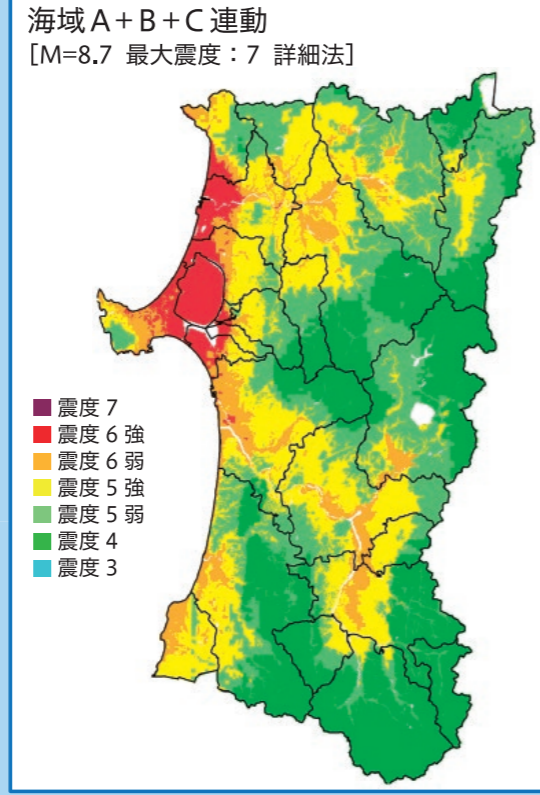 海域A+B+C連動
[M=8.7 最大震度：7 詳細法]
震度7
震度6強
震度6弱
震度5強
震度5弱
震度4
震度3